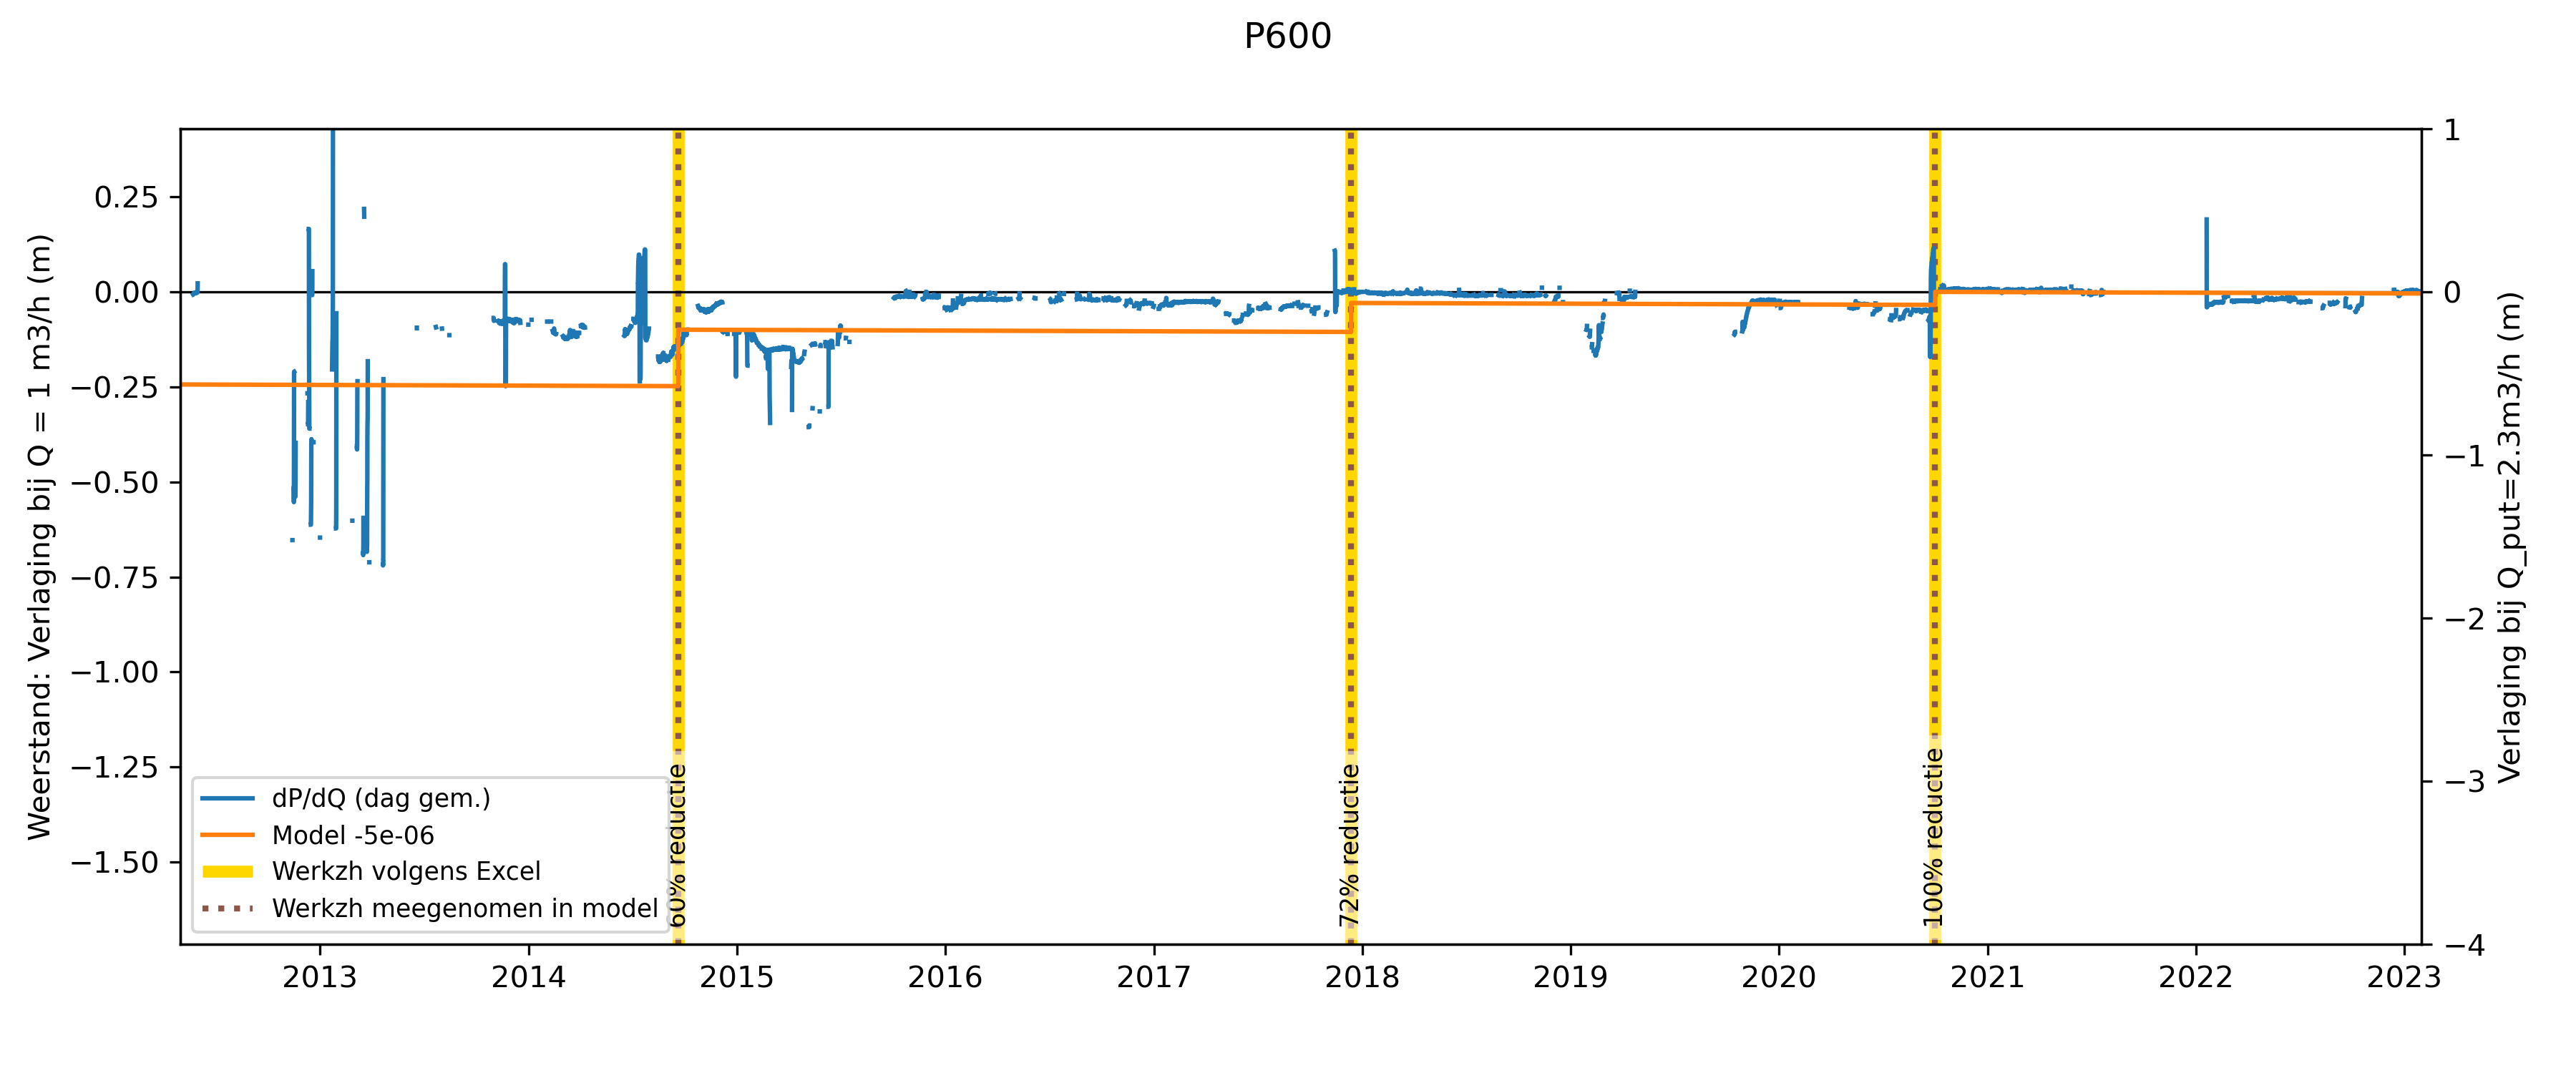 P600
Weerstand: Verlaging bij Q = 1 m3/h (m)
0.25
0.00
−0.25
−0.50
−0.75
−1.00
−1.25
−1.50
dP/dQ (dag gem.)
Model -5e-06
Werkzh volgens Excel
Werkzh meegenomen in model
60% reductie
72% reductie
100% reductie
2013
2014
2015
2016
2017
2018
2019
2020
2021
2022
2023
1
0
−1
−2
−3
−4
Verlaging bij Q_put=2.3m3/h (m)